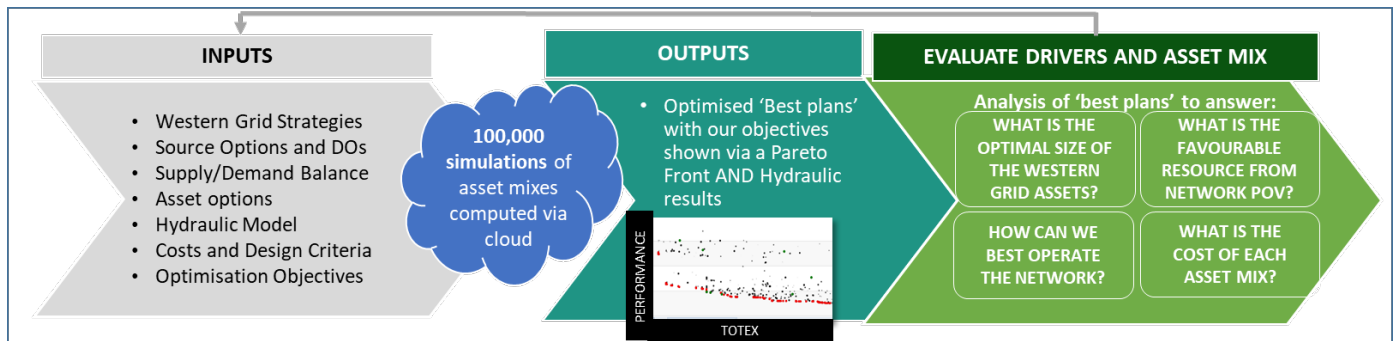 INPUTS
• Western Grid Strategies
• Source Options and DOs
• Supply/Demand Balance
• Asset options
• Hydraulic Model
• Costs and Design Criteria
• Optimisation Objectives
100,000
simulations of
asset mixes
computed via
cloud
OUTPUTS
• Optimised ‘Best plans’
with our objectives
shown via a Pareto
Front AND Hydraulic
results
PERFORMANCE
TOTEX
EVALUATE DRIVERS AND ASSET MIX
Analysis of ‘best plans’ to answer:
WHAT IS THE
OPTIMAL SIZE OF
THE WESTERN
GRID ASSETS?
WHAT IS THE
FAVOURABLE
RESOURCE FROM
NETWORK POV?
HOW CAN WE
BEST OPERATE
THE NETWORK?
WHAT IS THE
COST OF EACH
ASSET MIX?